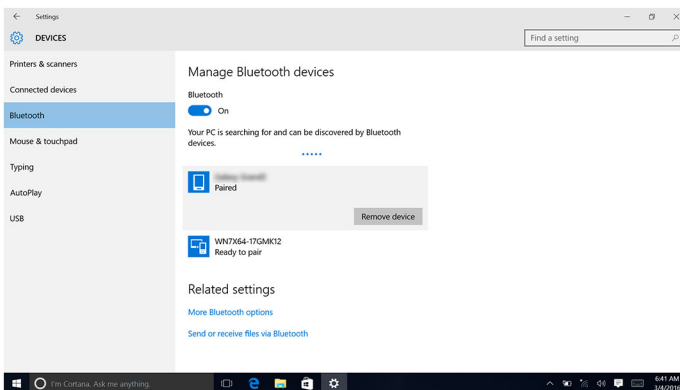 Settings
DEVICES
Find a setting
Printers & scanners
Connected devices
Bluetooth
Mouse & touchpad
Typing
AutoPlay
USB
Manage Bluetooth devices
Bluetooth
On
Your PC is searching for and can be discovered by Bluetooth
devices.
Paired
Remove device
WN7X64-17GMK12
Ready to pair
Related settings
More Bluetooth options
Send or receive files via Bluetooth
I'm Cortana. Ask me anything.
6:41 AM
3/4/2016